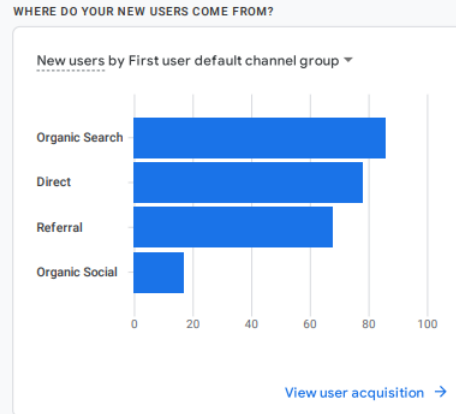 WHERE DO YOUR NEW USERS COME FROM?
New users by First user default channel group
Organic Search
Direct
Referral
Organic Social
0 20 40 60 80 100
View user acquisition